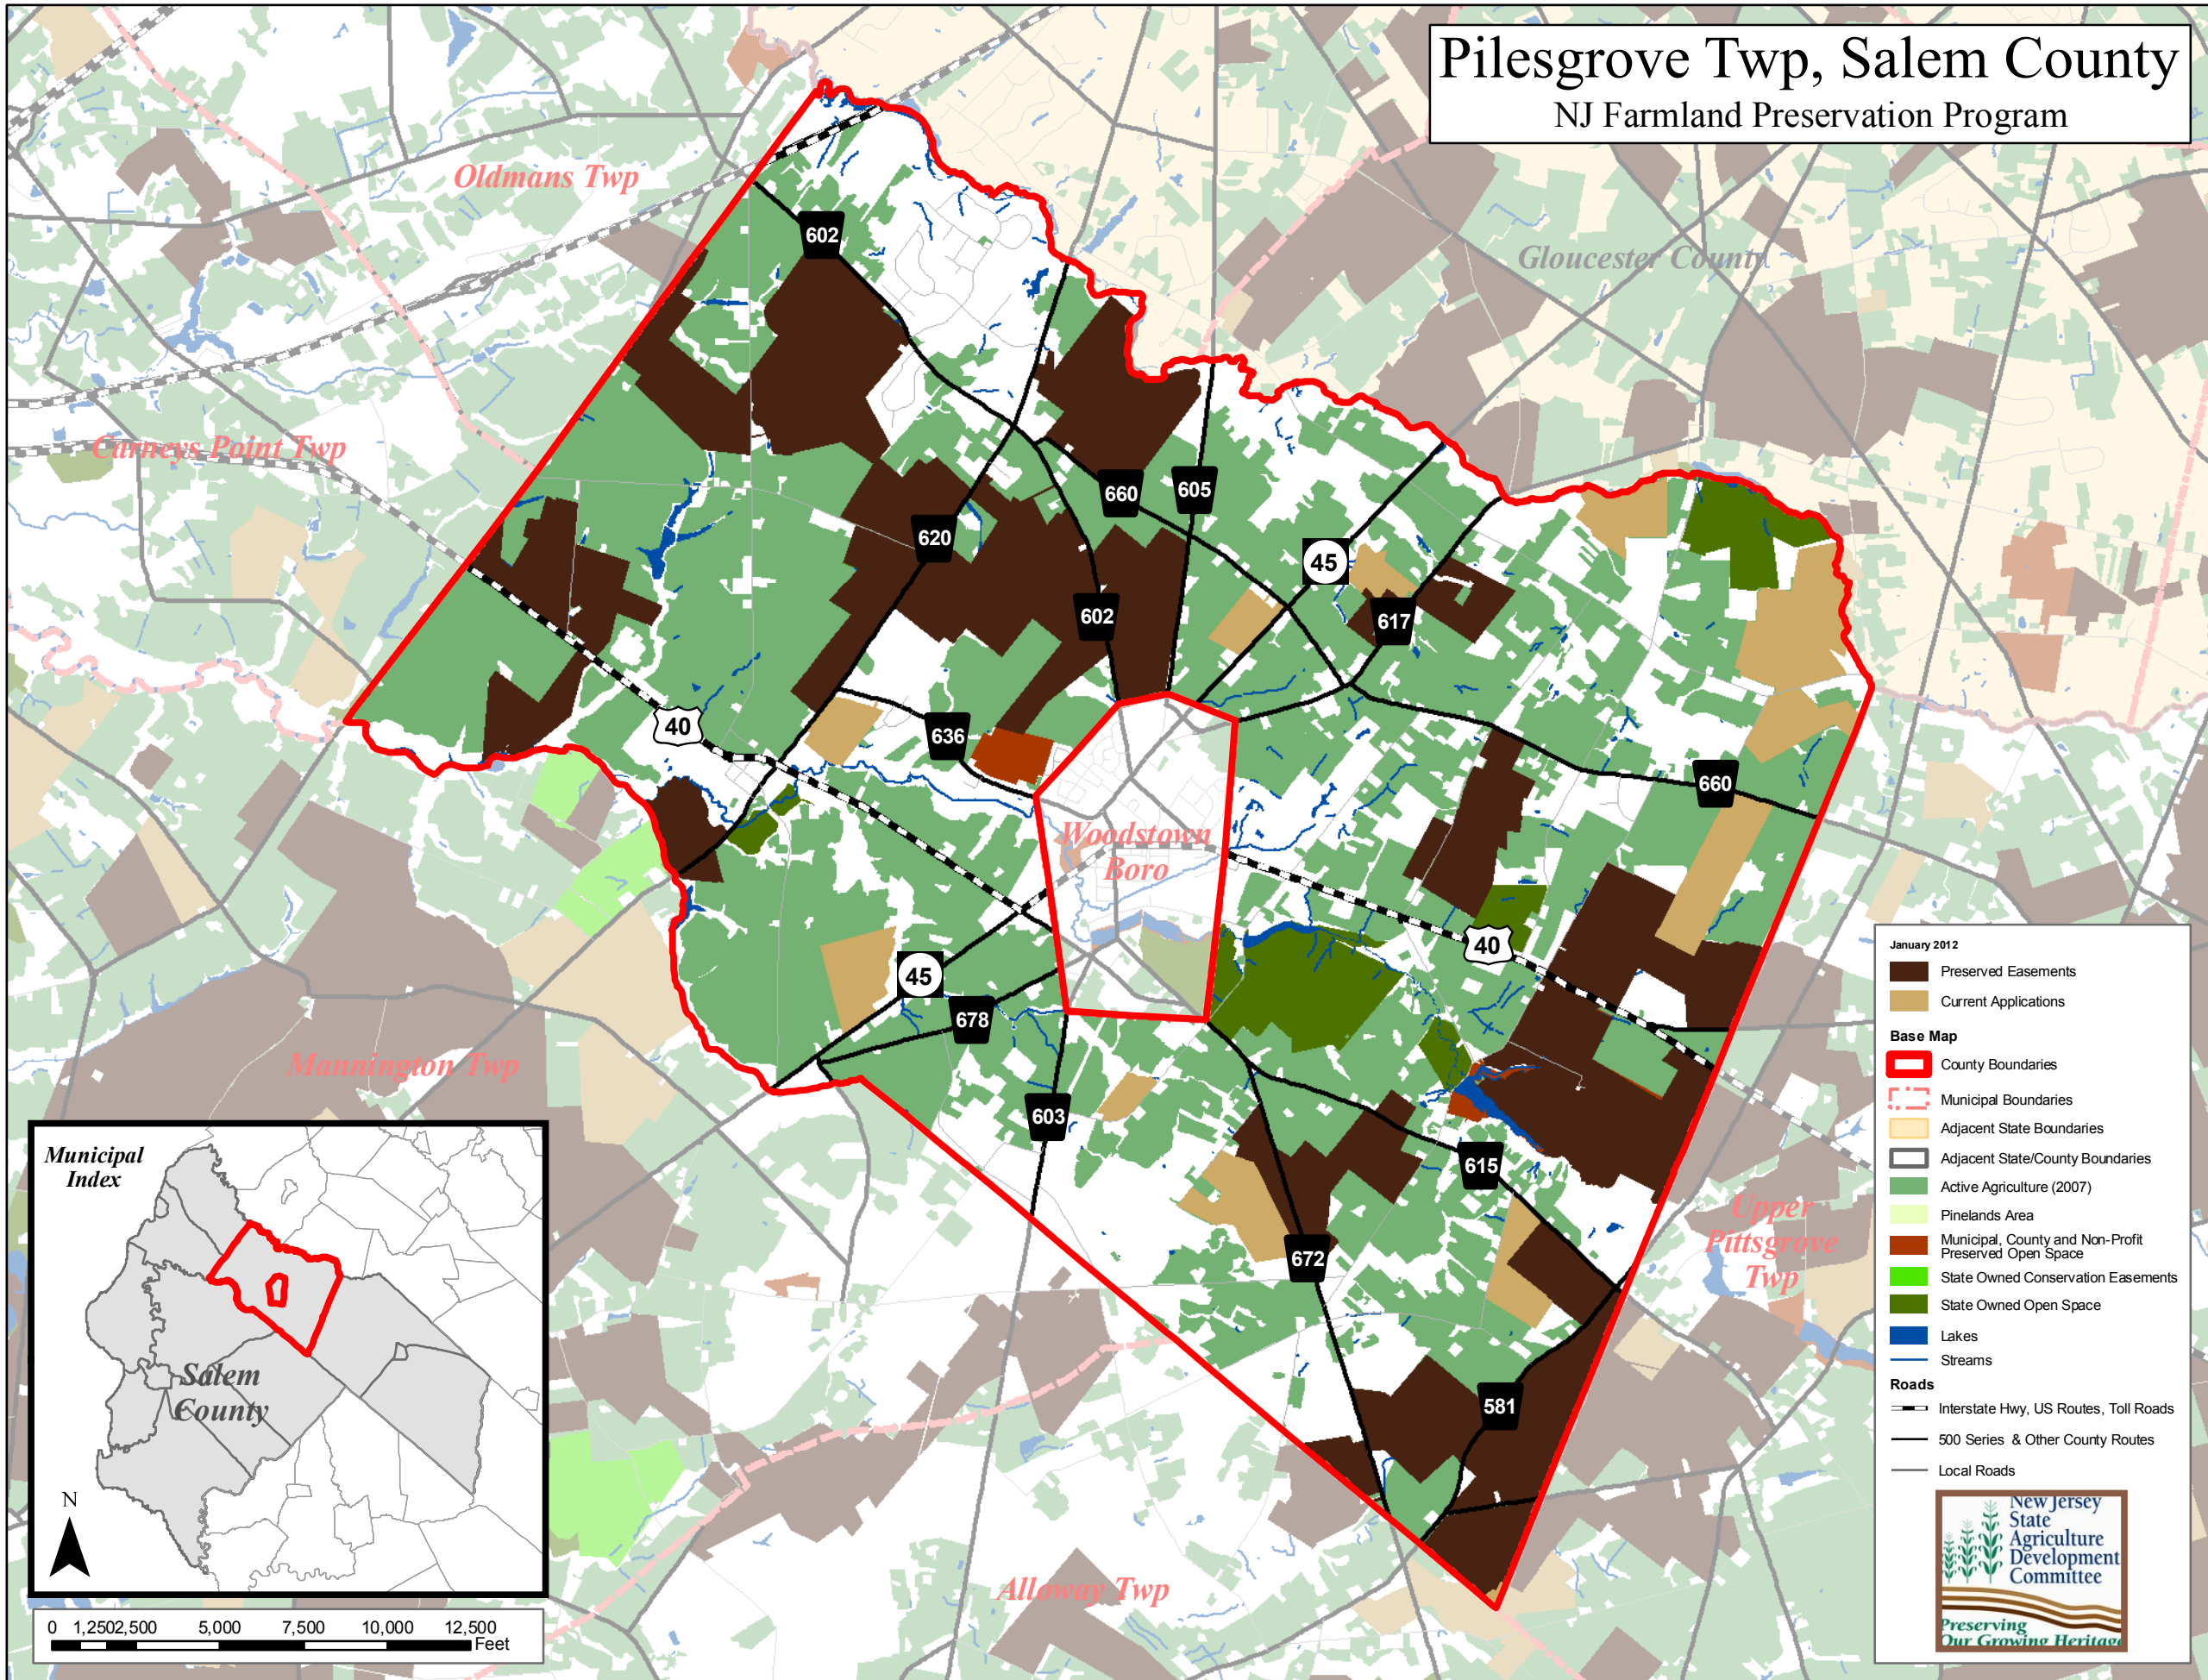 Pilesgrove Twp, Salem County
NJ Farmland Preservation Program
Oldmans Twp
Gloucester County
Carneys Point Twp
602
660
605
620
45
617
602
40
636
660
Woodstown
Boro
40
45
678
Mannington Twp
603
615
Upper
Pittsgrove
Twp
672
581
Alloway Twp
Municipal
Index
Salem
County
N
0 1,250 2,500 5,000 7,500 10,000 12,500
Feet
January 2012
Preserved Easements
Current Applications
Base Map
County Boundaries
Municipal Boundaries
Adjacent State Boundaries
Adjacent State/County Boundaries
Active Agriculture (2007)
Pinelands Area
Municipal, County and Non-Profit
Preserved Open Space
State Owned Conservation Easements
State Owned Open Space
Lakes
Streams
Roads
Interstate Hwy, US Routes, Toll Roads
500 Series & Other County Routes
Local Roads
New Jersey
State
Agriculture
Development
Committee
Preserving
Our Growing Heritage